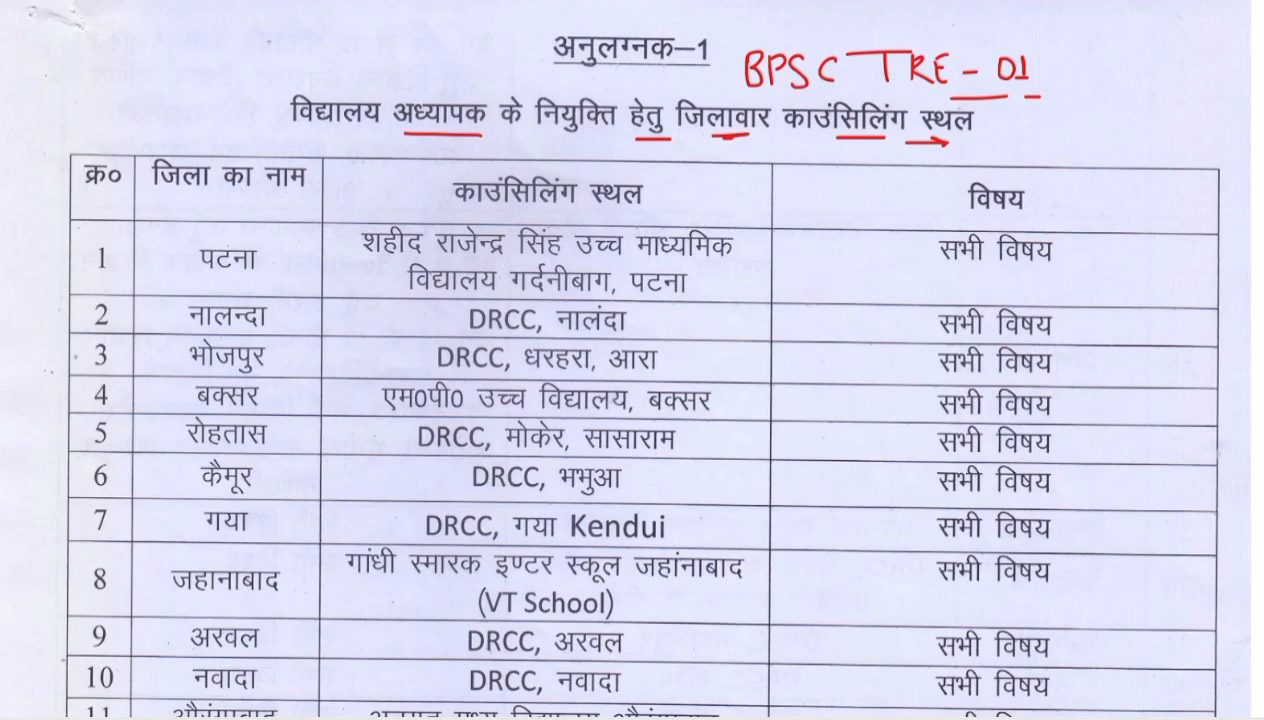 अनुलग्नक–1
BPSC TRE - 01
विद्यालय अध्यापक के नियुक्ति हेतु जिलावार काउंसिलिंग स्थल
क्र० जिला का नाम काउंसिलिंग स्थल विषय
1 पटना शहीद राजेन्द्र सिंह उच्च माध्यमिक विद्यालय गर्दनीबाग, पटना सभी विषय
2 नालन्दा DRCC, नालंदा सभी विषय
3 भोजपुर DRCC, धरहरा, आरा सभी विषय
4 बक्सर एम0पी0 उच्च विद्यालय, बक्सर सभी विषय
5 रोहतास DRCC, मोकेर, सासाराम सभी विषय
6 कैमूर DRCC, भभुआ सभी विषय
7 गया DRCC, गया Kendui सभी विषय
8 जहानाबाद गांधी स्मारक इण्टर स्कूल जहांनाबाद (VT School) सभी विषय
9 अरवल DRCC, अरवल सभी विषय
10 नवादा DRCC, नवादा सभी विषय
11 औरंगाबाद